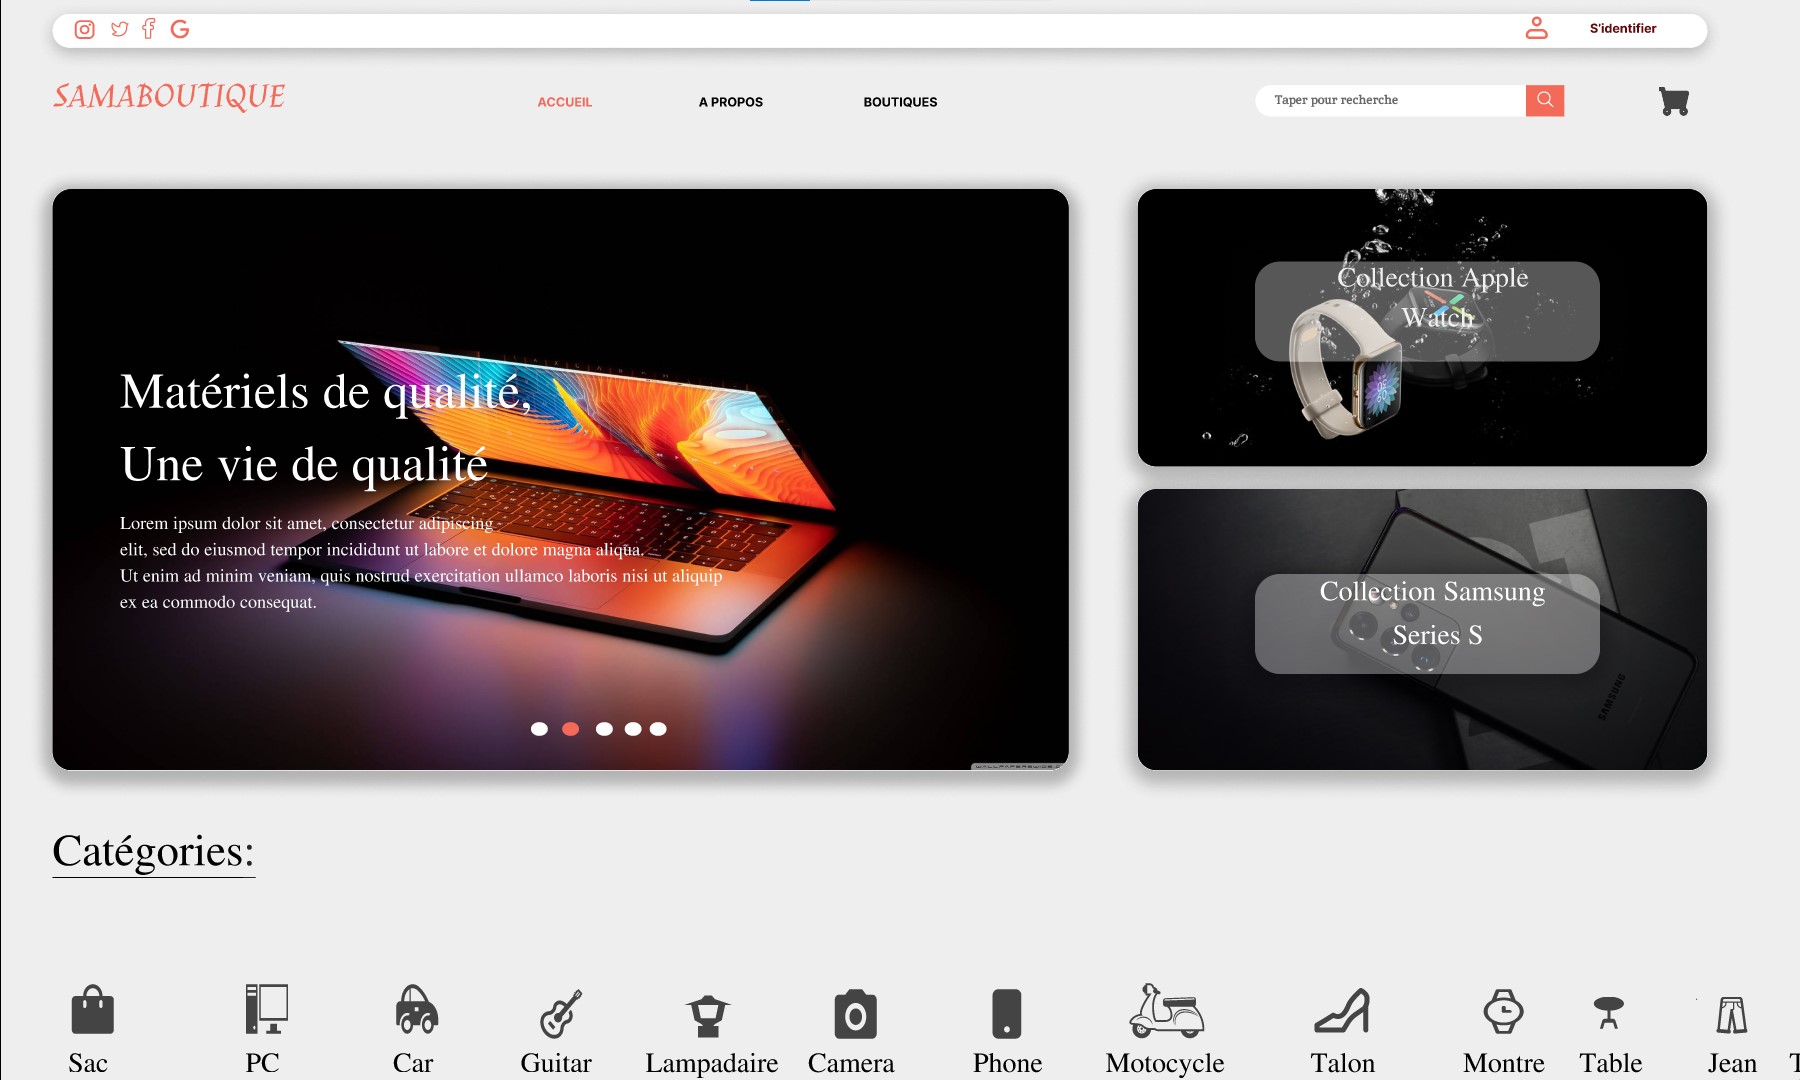 S'identifier
SAMABOUTIQUE
ACCUEIL
A PROPOS
BOUTIQUES
Taper pour recherche
Matériels de qualité,
Une vie de qualité
Lorem ipsum dolor sit amet, consectetur adipiscing
elit, sed do eiusmod tempor incididunt ut labore et dolore magna aliqua.
Ut enim ad minim veniam, quis nostrud exercitation ullamco laboris nisi ut aliquip
ex ea commodo consequat.
Collection Apple
Watch
Collection Samsung
Series S
SAMSUNG
Catégories:
Sac
PC
Car
Guitar
Lampadaire
Camera
Phone
Motocycle
Talon
Montre
Table
Jean